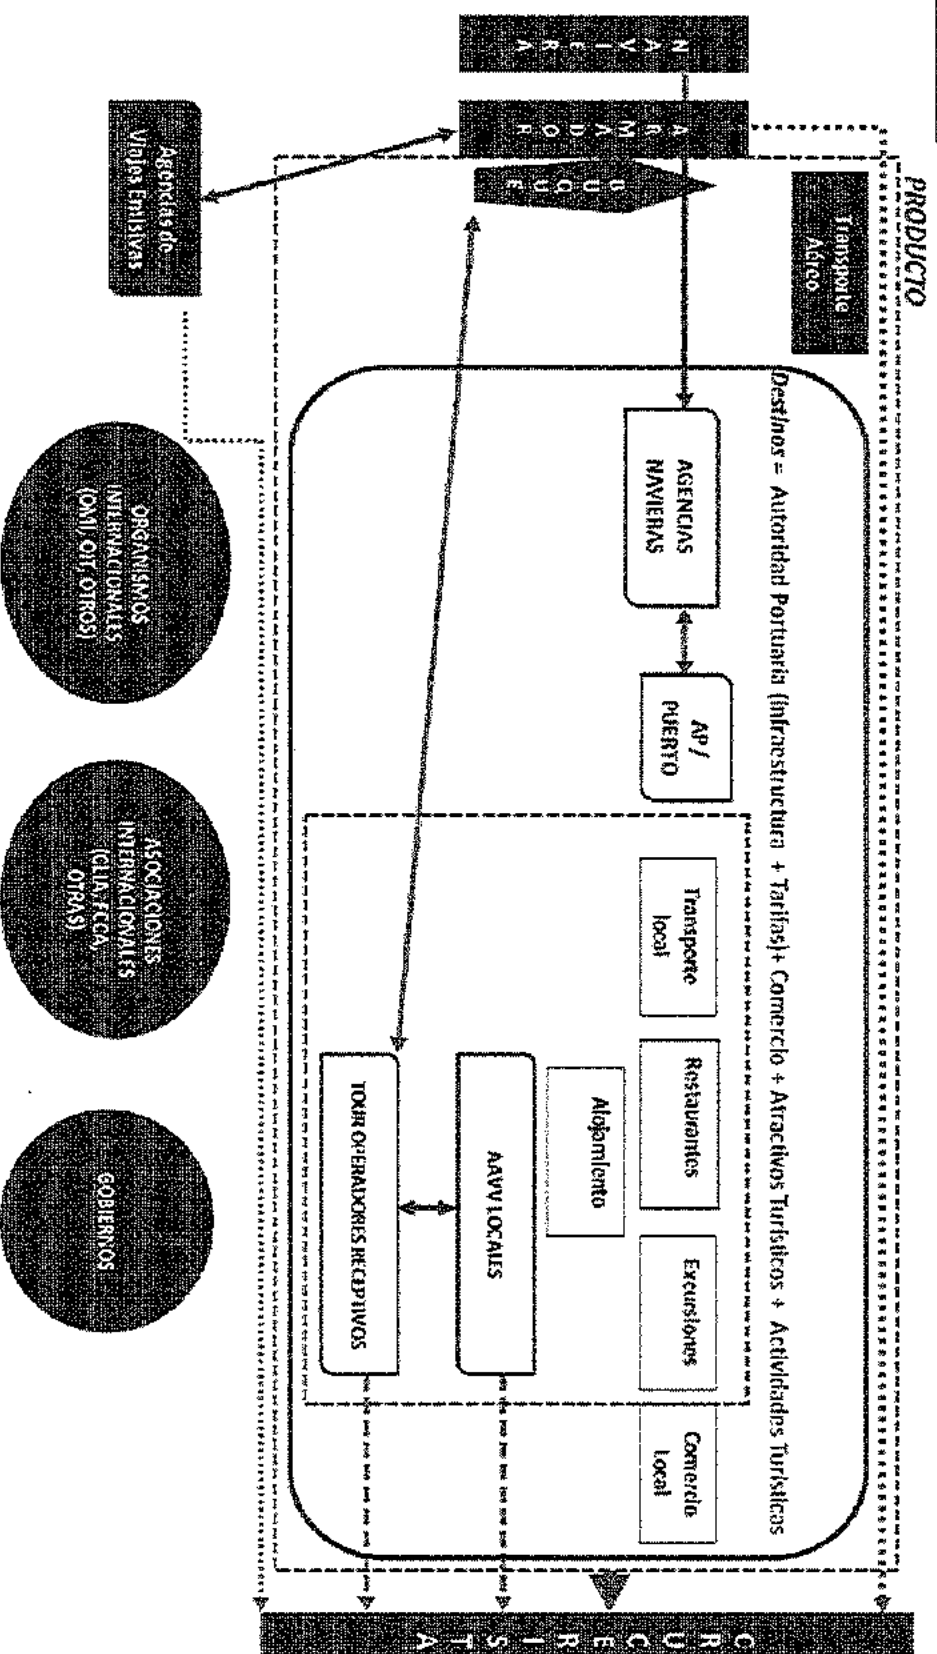 PRODUCTO
NAVIERA
ARMADOR
BUQUE
Transporte
Aéreo
Agencias de
Viajes Emisivas
Destinos = Autoridad Portuaria (Infraestructura + Tarifas)+ Comercio + Atractivos Turísticos + Actividades Turísticas
AGENCIAS
NAVIERAS
AP /
PUERTO
Transporte
local
Restaurantes
Excursiones
Comercio
Local
Alojamiento
AAVV LOCALES
TOUR OPERADORES RECEPTIVOS
CRUCERISTA
ORGANISMOS
INTERNACIONALES
(OMI, OIT, OTROS)
ASOCIACIONES
INTERNACIONALES
(CLIA, FCCA,
OTRAS)
GOBIERNOS